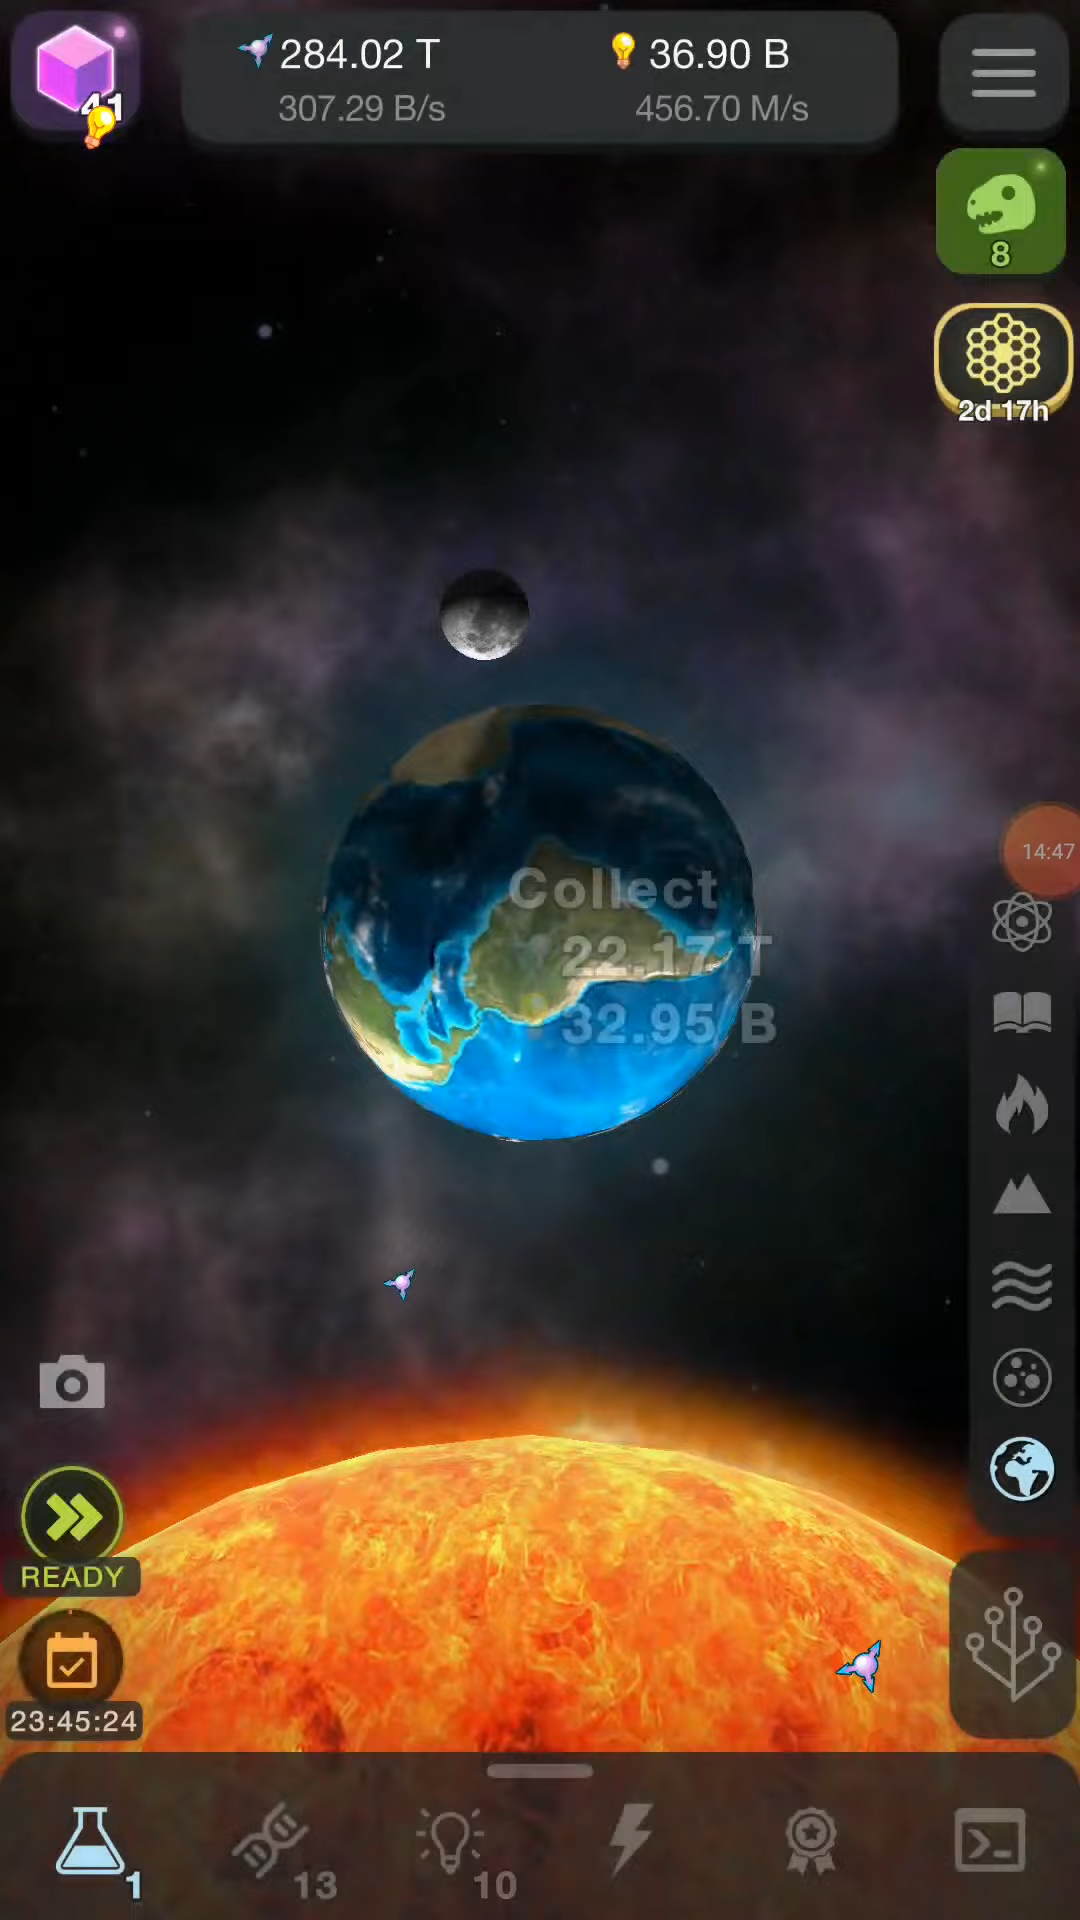 41
284.02 T
36.90 B
307.29 B/s
456.70 M/s
8
2d 17h
14:47
Collect
22.17 T
32.95 B
READY
23:45:24
1
13
10